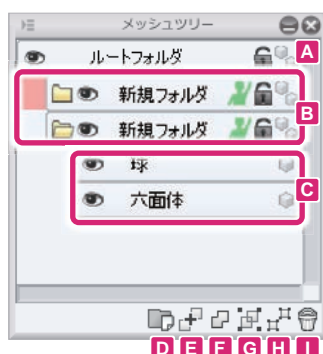 メッシュツリー
ルートフォルダ A
新規フォルダ
B
新規フォルダ
球
C
六面体
D E F G H I